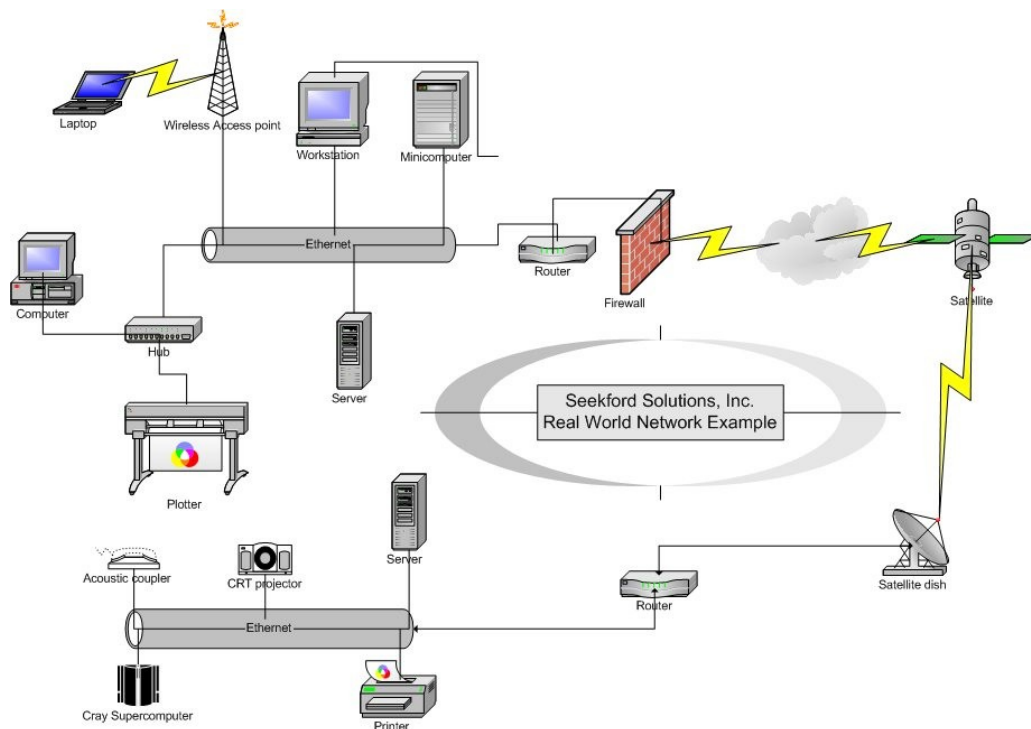 Laptop
Wireless Access point
Workstation
Minicomputer
Ethernet
Router
Firewall
Satellite
Computer
Hub
Server
Seekford Solutions, Inc.
Real World Network Example
Plotter
Server
Acoustic coupler
CRT projector
Satellite dish
Router
Ethernet
Cray Supercomputer
Printer